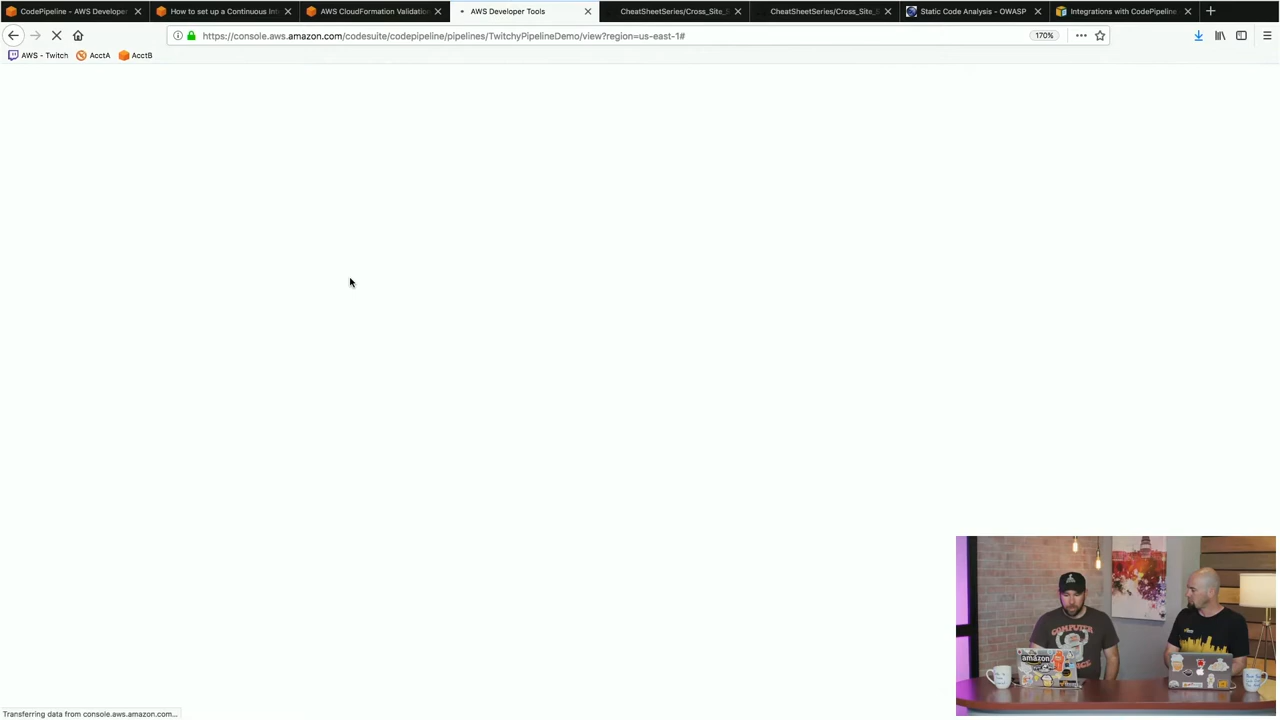 CodePipeline - AWS Developer
How to set up a Continuous Int
AWS CloudFormation Validation
AWS Developer Tools
CheatSheetSeries/Cross_Site_
CheatSheetSeries/Cross_Site_
Static Code Analysis - OWASP
Integrations with CodePipeline
https://console.aws.amazon.com/codesuite/codepipeline/pipelines/TwitchyPipelineDemo/view?region=us-east-1#
170%
AWS - Twitch
AcctA
AcctB
COMPUTER
amazon
Transferring data from console.aws.amazon.com...